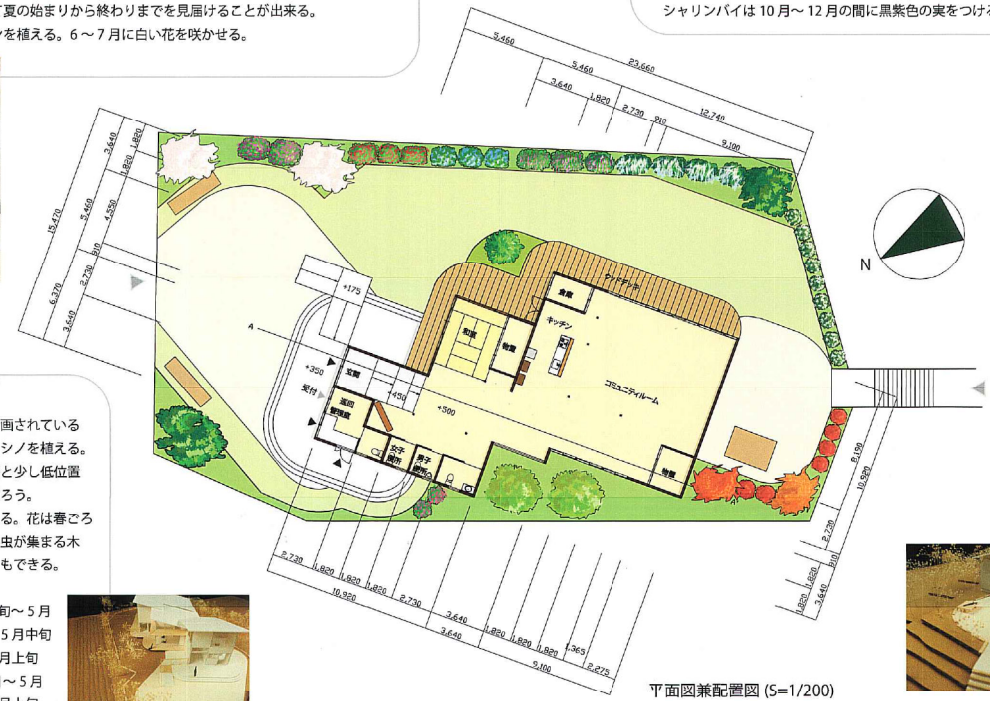 夏の始まりから終わりまでを見届けることが出来る。
を植える。6～7月に白い花を咲かせる。
シャリンバイは10月～12月の間に黒紫色の実をつける
5,460
23,660
5,460
12,740
3,640
1,820
2,730
910
9,100
15,470
3,640
1,820
1,820
5,460
4,550
910
6,370
2,730
3,640
N
A
+175
+350
+450
+500
ウッドデッキ
倉庫
キッチン
和室
物置
コミュニティルーム
玄関
受付
巡回
管理室
女子
便所
男子
便所
物置
画されている
シノを植える。
と少し低位置
ろう。
る。花は春ごろ
虫が集まる木
もできる。
旬～5月
5月中旬
月上旬
～5月
2,730
1,820
1,820
1,820
2,730
10,920
3,640
3,640
1,820
1,820
1,820
1,365
2,275
9,100
8,190
10,920
2,730
910
1,820
1,820
3,640
平面図兼配置図 (S=1/200)